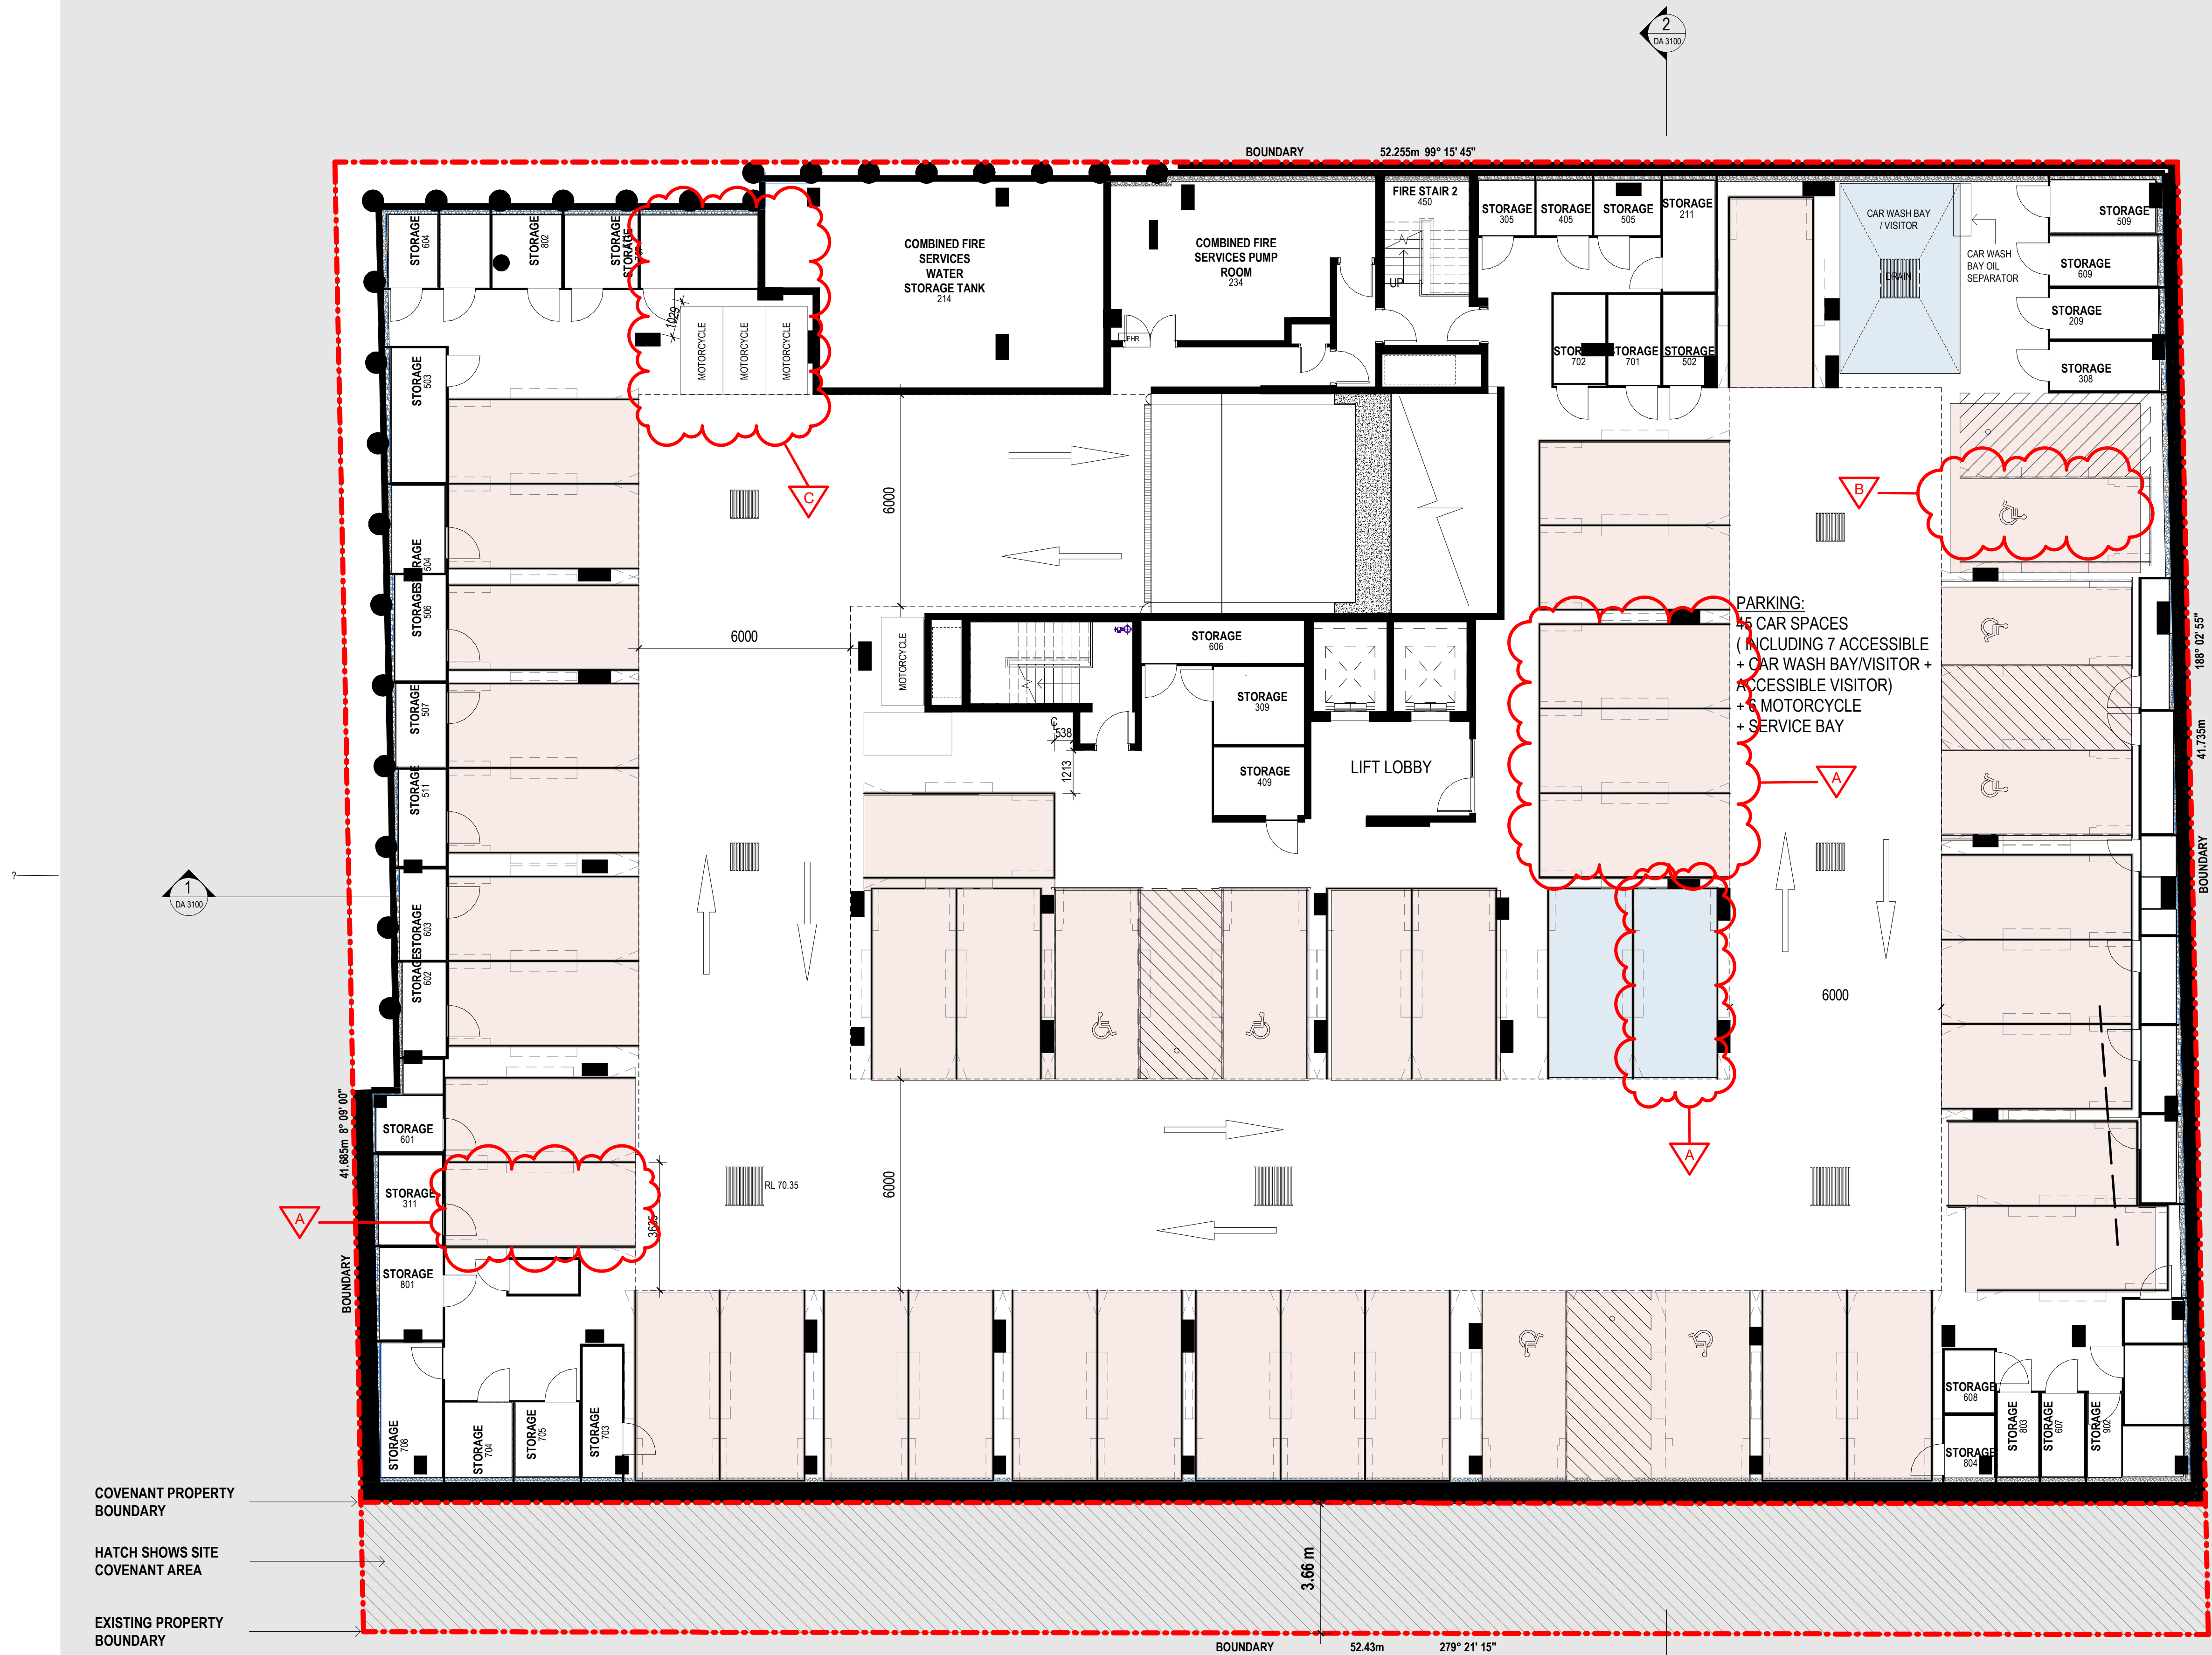 2
DA 3100
BOUNDARY 52.255m 99° 15' 45"
STORAGE
604
STORAGE
802
STORAGE
STORAGE
1029
MOTORCYCLE
MOTORCYCLE
MOTORCYCLE
COMBINED FIRE
SERVICES
WATER
STORAGE TANK
214
COMBINED FIRE
SERVICES PUMP
ROOM
234
FHR
FIRE STAIR 2
450
UP
STORAGE
305
STORAGE
405
STORAGE
505
STORAGE
211
STORAGE
702
STORAGE
701
STORAGE
502
CAR WASH BAY
/ VISITOR
DRAIN
CAR WASH
BAY OIL
SEPARATOR
STORAGE
509
STORAGE
609
STORAGE
209
STORAGE
308
STORAGE
503
STORAGE
504
STORAGE
506
STORAGE
507
STORAGE
511
STORAGE
603
STORAGE
602
C
B
6000
6000
MOTORCYCLE
STORAGE
606
STORAGE
309
STORAGE
409
538
1213
LIFT LOBBY
PARKING:
45 CAR SPACES
( INCLUDING 7 ACCESSIBLE
+ CAR WASH BAY/VISITOR +
ACCESSIBLE VISITOR)
+ 6 MOTORCYCLE
+ SERVICE BAY
A
188° 02' 55"
41.735m
BOUNDARY
?
1
DA 3100
6000
A
41.685m 8° 09' 00"
BOUNDARY
STORAGE
601
STORAGE
311
A
3635
RL 70.35
6000
STORAGE
801
STORAGE
708
STORAGE
704
STORAGE
705
STORAGE
703
STORAGE
608
STORAGE
804
STORAGE
803
STORAGE
607
STORAGE
902
COVENANT PROPERTY
BOUNDARY
HATCH SHOWS SITE
COVENANT AREA
3.66 m
EXISTING PROPERTY
BOUNDARY
BOUNDARY 52.43m 279° 21' 15"